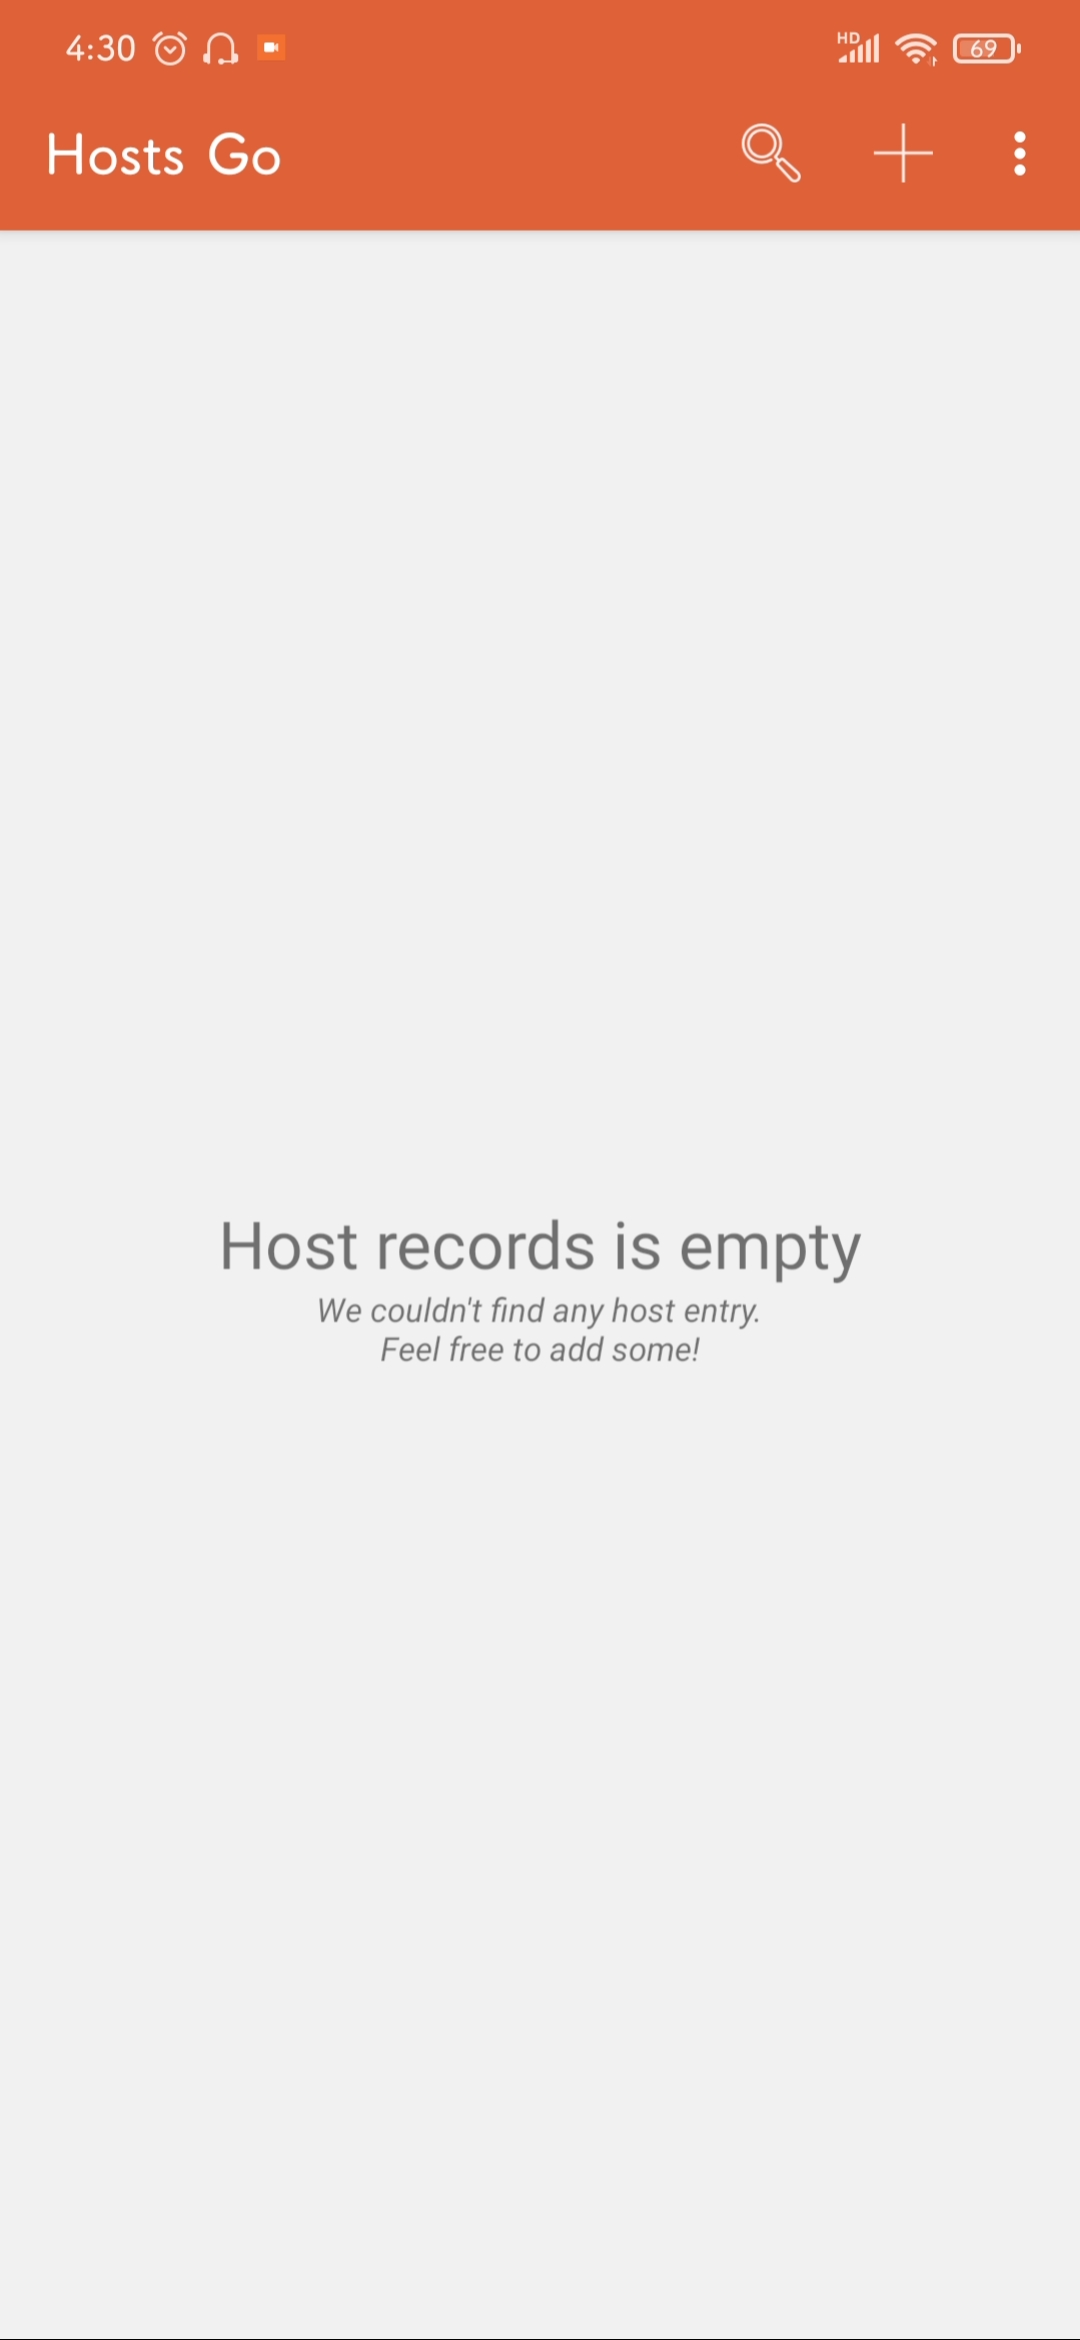 4:30 HD 69
Hosts Go
Host records is empty
We couldn't find any host entry.
Feel free to add some!